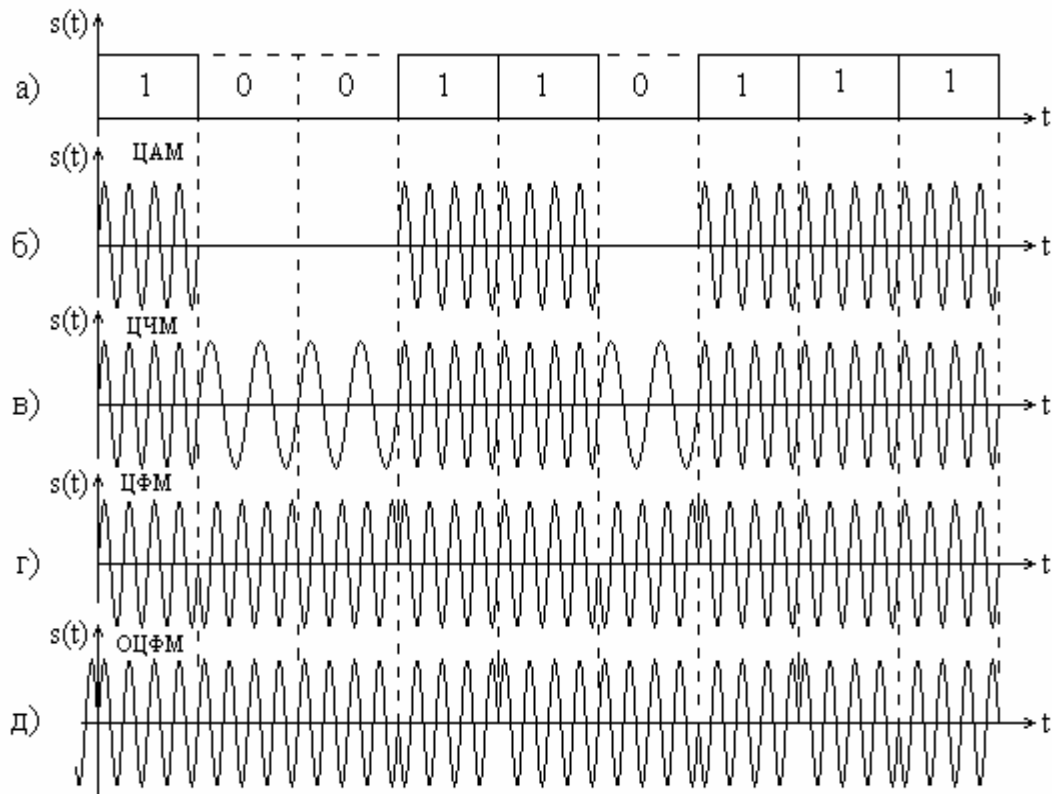 s(t)
а) 1 0 0 1 1 0 1 1 1 t
s(t) ЦАМ
б) t
s(t) ЦЧМ
в) t
s(t) ЦФМ
г) t
s(t) ОЦФМ
д) t